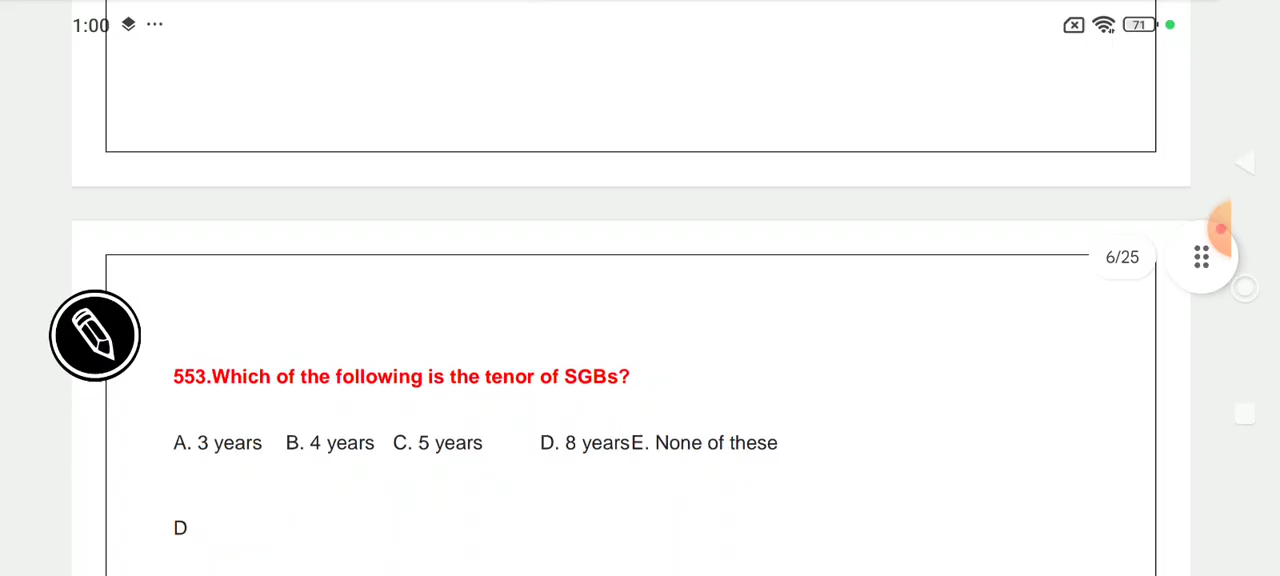 1:00 ...
71
6/25
553.Which of the following is the tenor of SGBs?
A. 3 years B. 4 years C. 5 years D. 8 yearsE. None of these
D